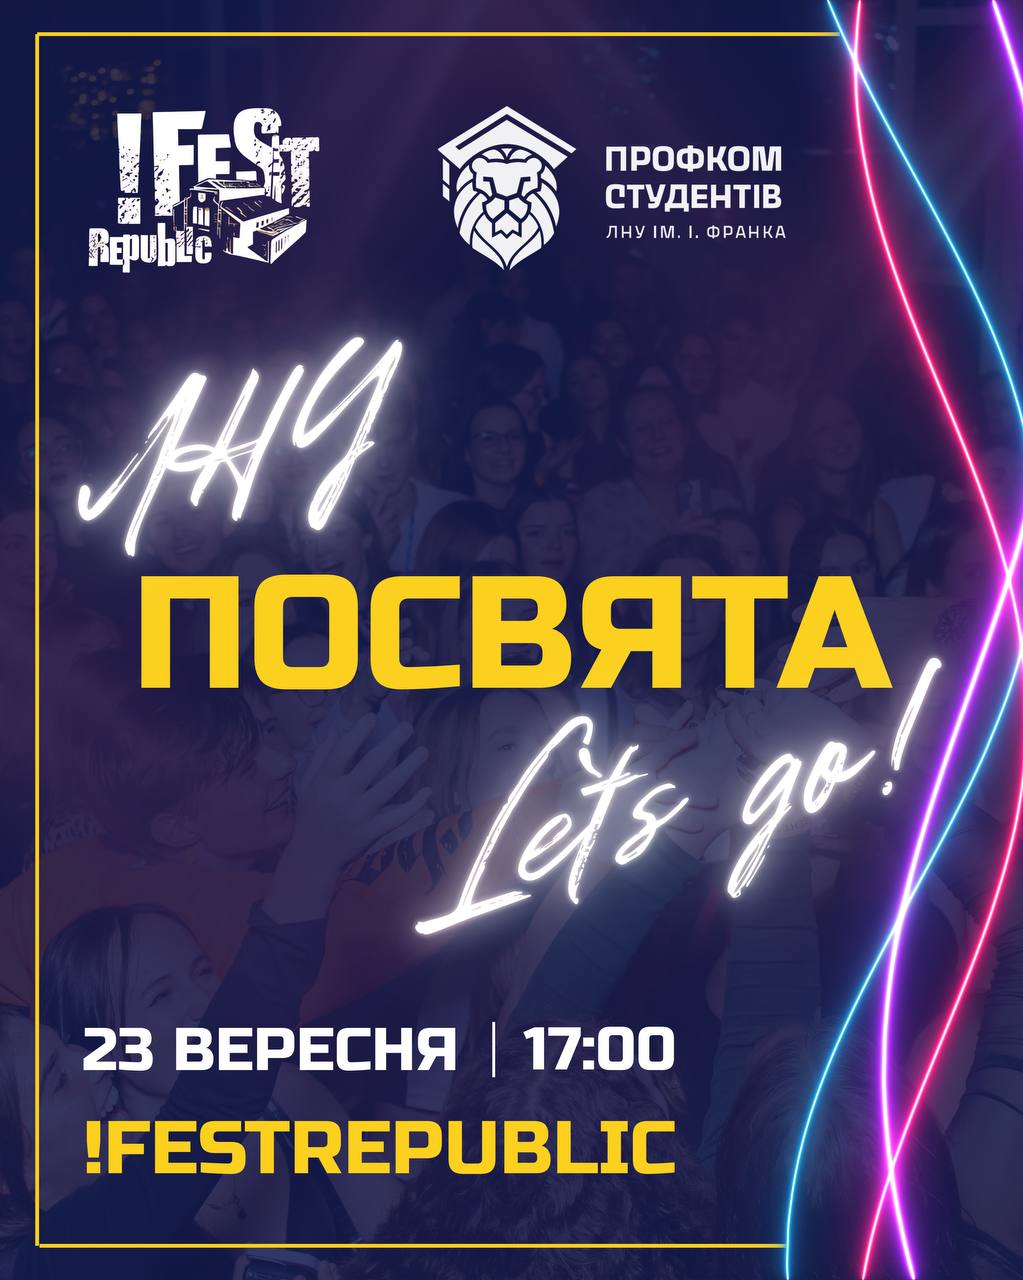 !FEST
Republic
ПРОФКОМ
СТУДЕНТІВ
ЛНУ ІМ. І. ФРАНКА
ЛНУ
ПОСВЯТА
Let's go!
23 ВЕРЕСНЯ | 17:00
!FESTREPUBLIC